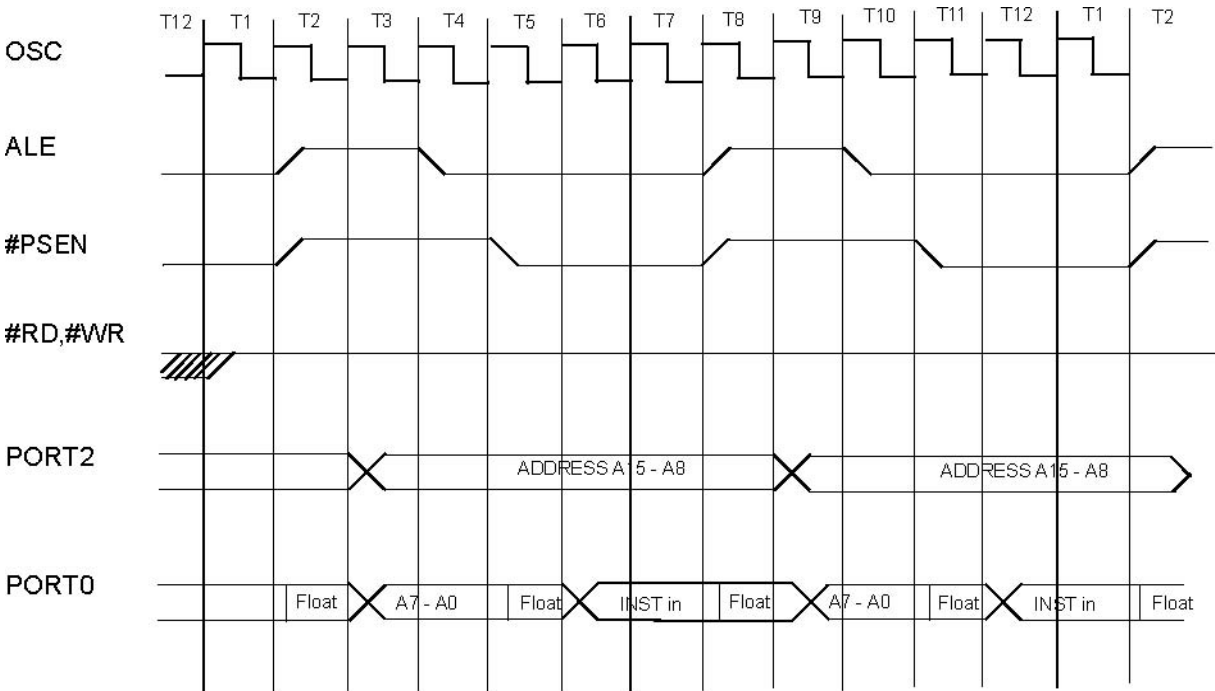 T12 T1 T2 T3 T4 T5 T6 T7 T8 T9 T10 T11 T12 T1 T2
OSC
ALE
#PSEN
#RD,#WR
PORT2 ADDRESS A15 - A8 ADDRESS A15 - A8
PORT0 Float A7 - A0 Float INST in Float A7 - A0 Float INST in Float